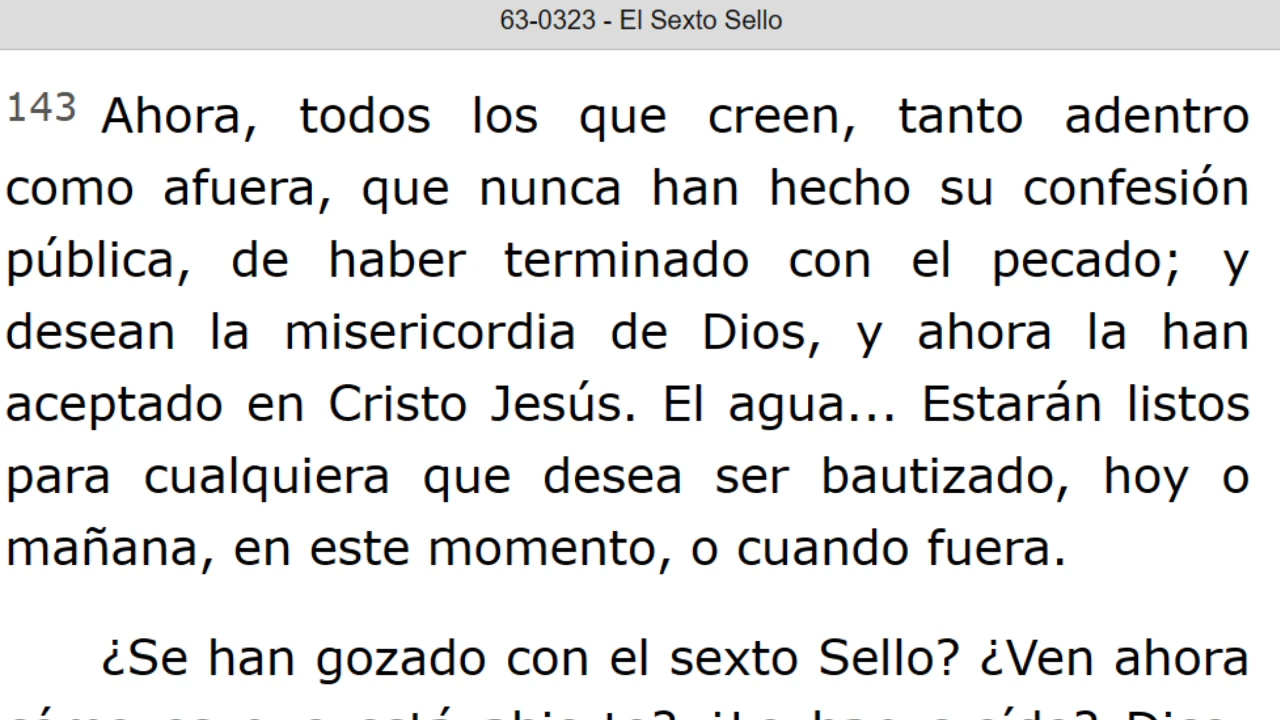 63-0323 - El Sexto Sello
143 Ahora, todos los que creen, tanto adentro
como afuera, que nunca han hecho su confesión
pública, de haber terminado con el pecado; y
desean la misericordia de Dios, y ahora la han
aceptado en Cristo Jesús. El agua... Estarán listos
para cualquiera que desea ser bautizado, hoy o
mañana, en este momento, o cuando fuera.
¿Se han gozado con el sexto Sello? ¿Ven ahora